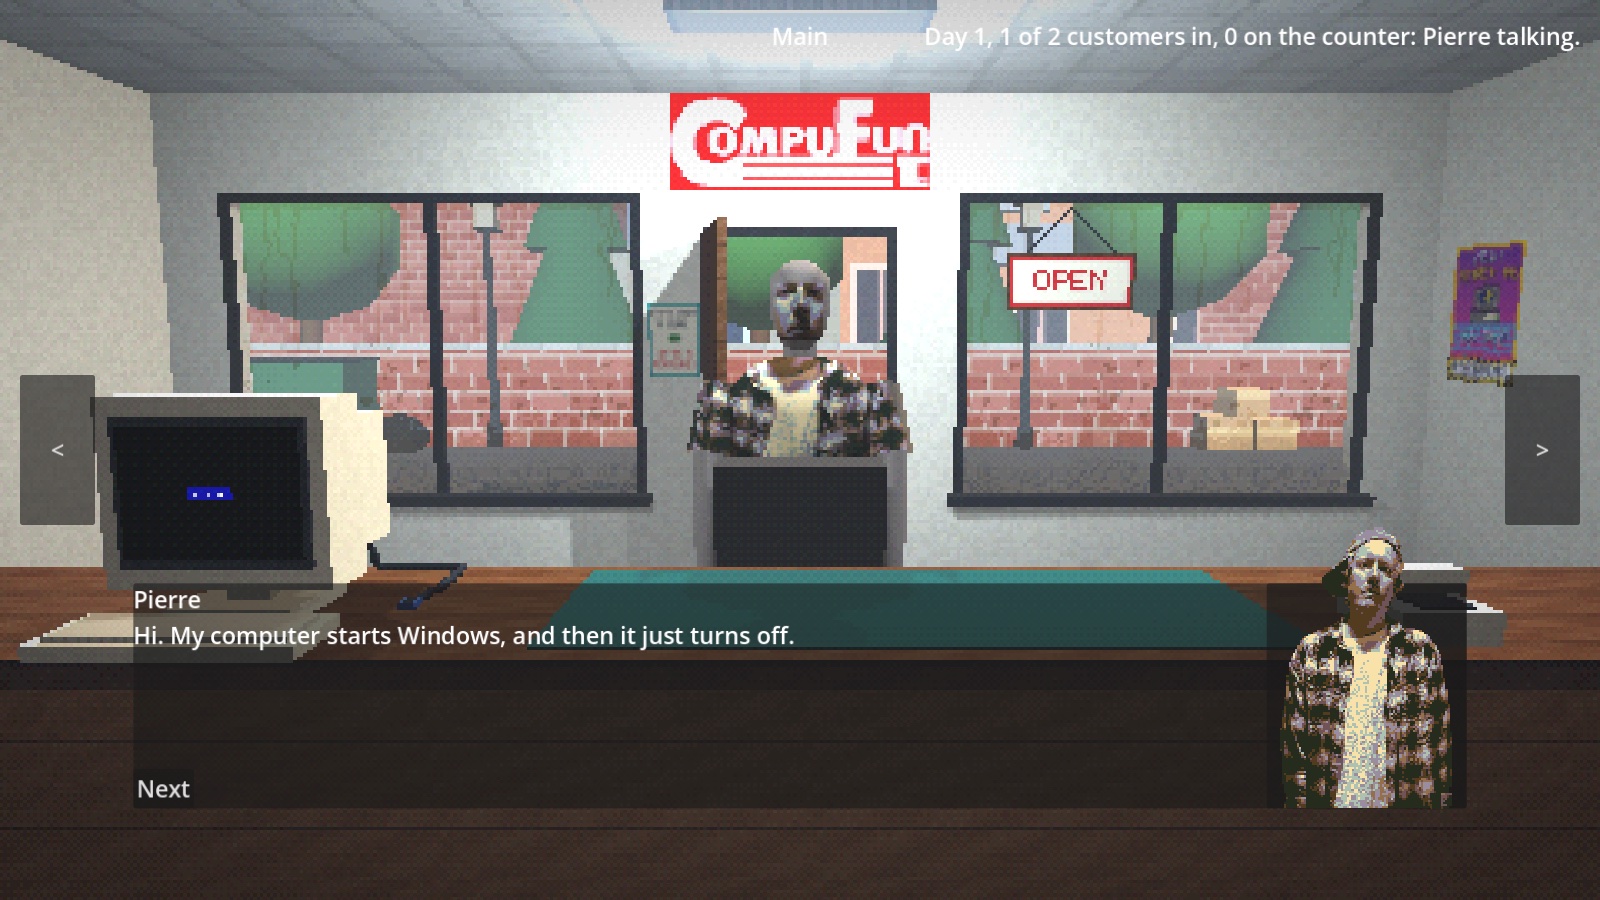 Main
Day 1, 1 of 2 customers in, 0 on the counter: Pierre talking.
COMPUFUN
OPEN
<
>
Pierre
Hi. My computer starts Windows, and then it just turns off.
Next